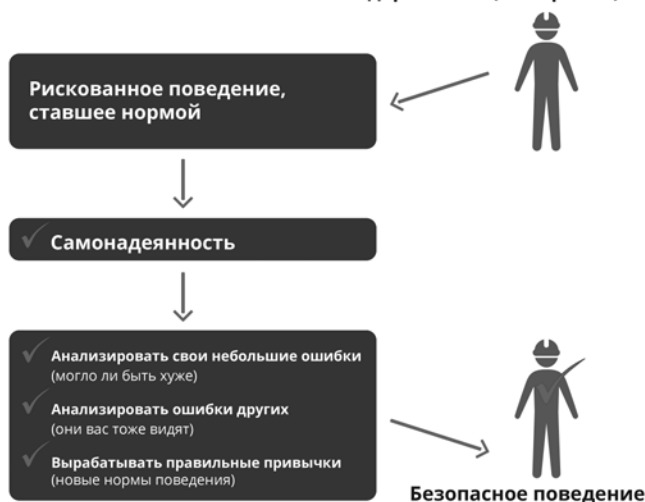 Рискованное поведение,
ставшее нормой
Самонадеянность
Анализировать свои небольшие ошибки
(могло ли быть хуже)
Анализировать ошибки других
(они вас тоже видят)
Вырабатывать правильные привычки
(новые нормы поведения)
Безопасное поведение